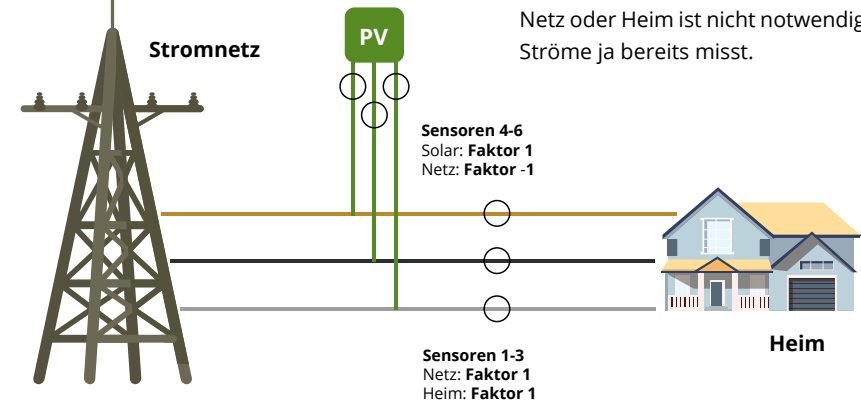 Netz oder Heim ist nicht notwendig
Ströme ja bereits misst.
Stromnetz
PV
Sensoren 4-6
Solar: Faktor 1
Netz: Faktor -1
Sensoren 1-3
Netz: Faktor 1
Heim: Faktor 1
Heim